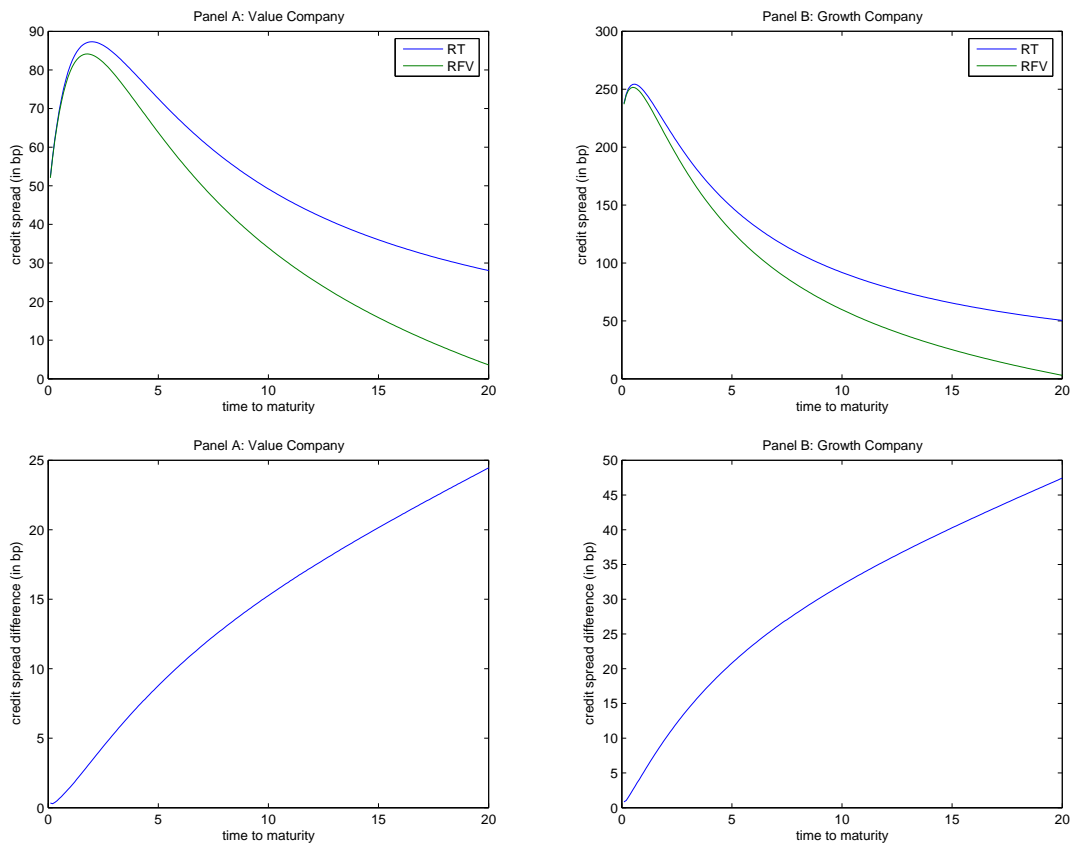 Panel A: Value Company
90
80
70
60
50
40
30
20
10
0
credit spread (in bp)
RT
RFV
0 5 10 15 20
time to maturity
Panel B: Growth Company
300
250
200
150
100
50
0
credit spread (in bp)
RT
RFV
0 5 10 15 20
time to maturity
Panel A: Value Company
25
20
15
10
5
0
credit spread difference (in bp)
0 5 10 15 20
time to maturity
Panel B: Growth Company
50
45
40
35
30
25
20
15
10
5
0
credit spread difference (in bp)
0 5 10 15 20
time to maturity